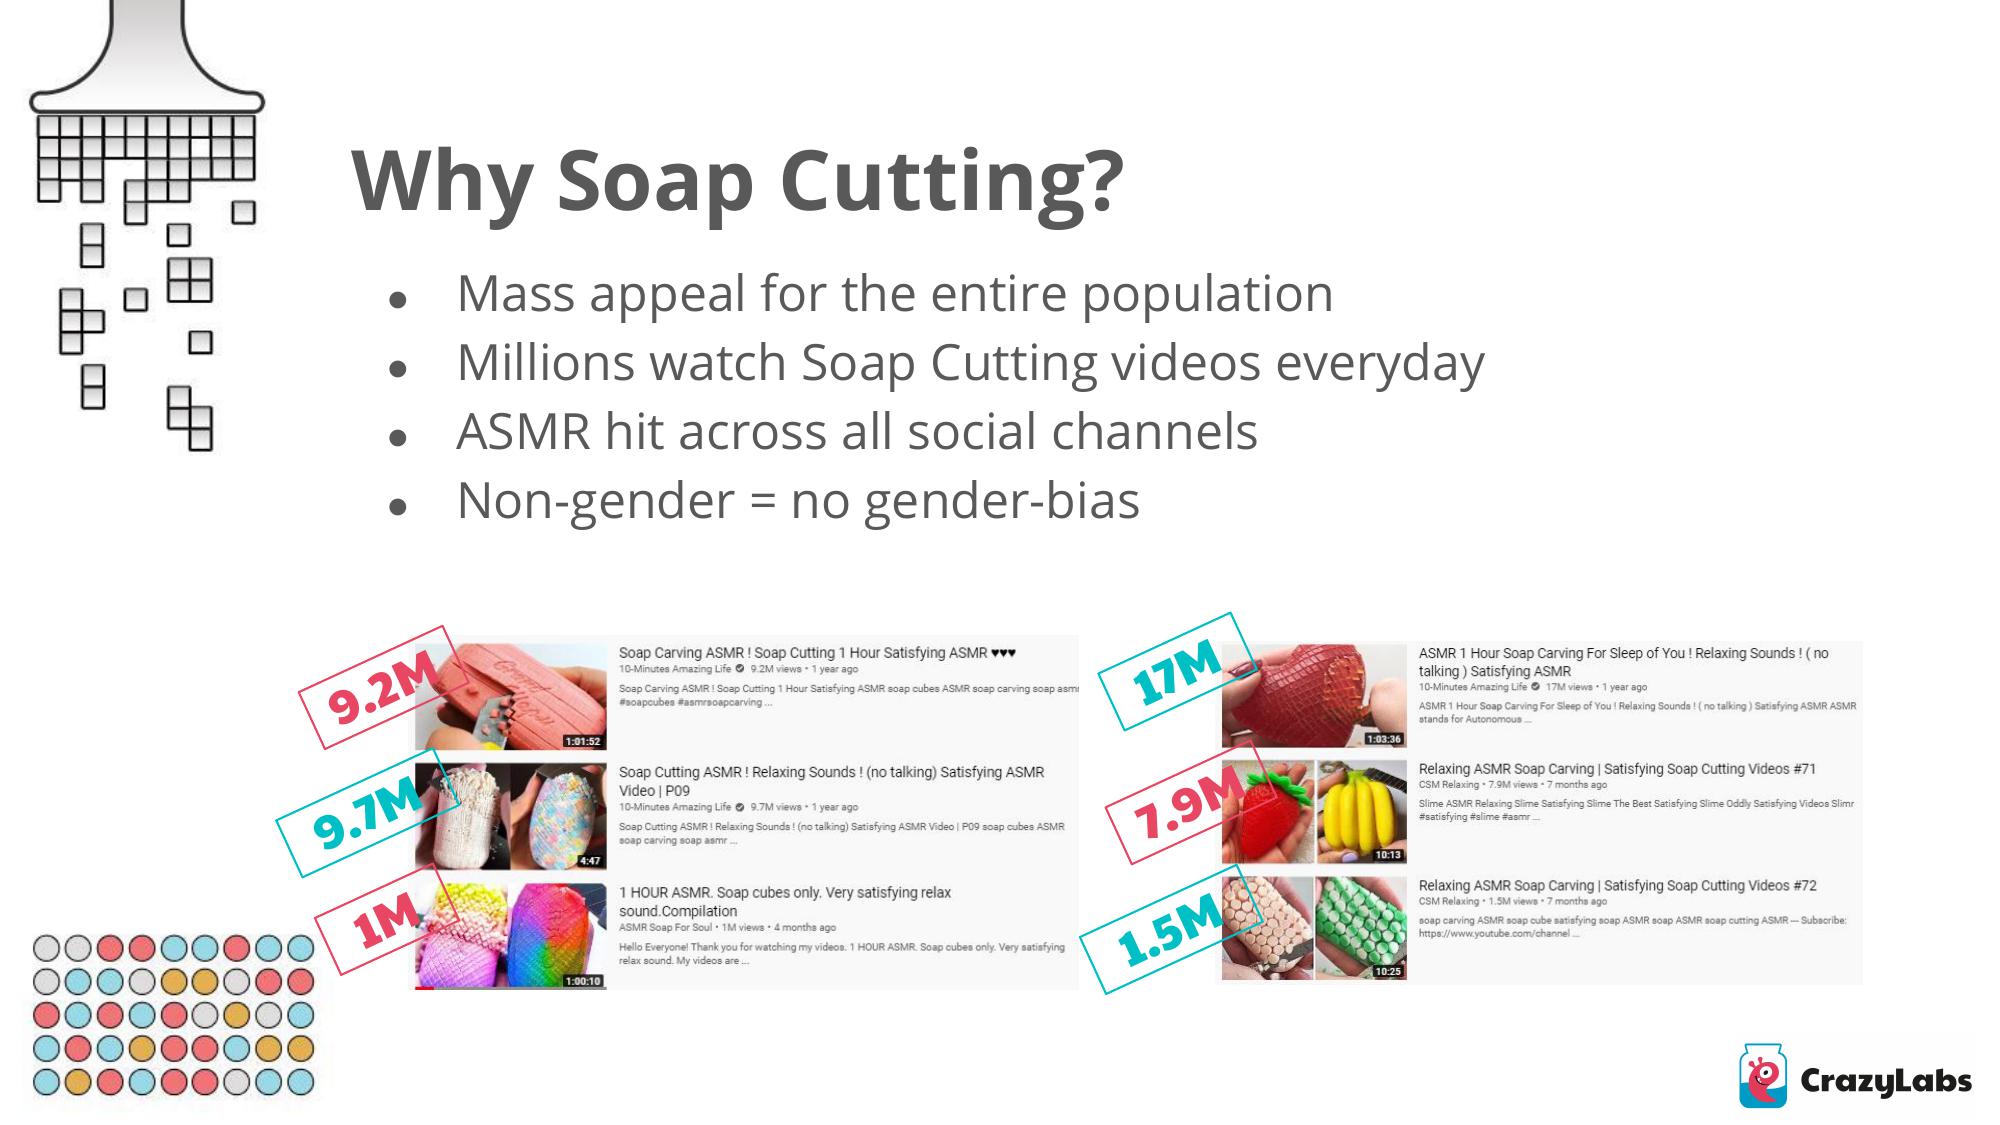 Why Soap Cutting?
● Mass appeal for the entire population
● Millions watch Soap Cutting videos everyday
● ASMR hit across all social channels
● Non-gender = no gender-bias
9.2M
Soap Carving ASMR ! Soap Cutting 1 Hour Satisfying ASMR ♥♥♥
10-Minutes Amazing Life 9.2M views • 1 year ago
Soap Carving ASMR ! Soap Cutting 1 Hour Satisfying ASMR soap cubes ASMR soap carving soap asmr
#soapcubes #asmrsoapcarving ...
1:01:52
9.7M
Soap Cutting ASMR ! Relaxing Sounds ! (no talking) Satisfying ASMR
Video | P09
10-Minutes Amazing Life 9.7M views • 1 year ago
Soap Cutting ASMR ! Relaxing Sounds ! (no talking) Satisfying ASMR Video | P09 soap cubes ASMR
soap carving soap asmr ...
4:47
1M
1 HOUR ASMR. Soap cubes only. Very satisfying relax
sound.Compilation
ASMR Soap For Soul • 1M views • 4 months ago
Hello Everyone! Thank you for watching my videos. 1 HOUR ASMR. Soap cubes only. Very satisfying
relax sound. My videos are ...
1:00:10
17M
ASMR 1 Hour Soap Carving For Sleep of You ! Relaxing Sounds ! ( no
talking ) Satisfying ASMR
10-Minutes Amazing Life 17M views • 1 year ago
ASMR 1 Hour Soap Carving For Sleep of You ! Relaxing Sounds ! ( no talking ) Satisfying ASMR ASMR
stands for Autonomous ...
1:03:36
7.9M
Relaxing ASMR Soap Carving | Satisfying Soap Cutting Videos #71
CSM Relaxing • 7.9M views • 7 months ago
Slime ASMR Relaxing Slime Satisfying Slime The Best Satisfying Slime Oddly Satisfying Videos Slimr
#satisfying #slime #asmr ...
10:13
1.5M
Relaxing ASMR Soap Carving | Satisfying Soap Cutting Videos #72
CSM Relaxing • 1.5M views • 7 months ago
soap carving ASMR soap cube satisfying soap ASMR soap ASMR soap cutting ASMR --- Subscribe:
https://www.youtube.com/channel ...
10:25
CrazyLabs